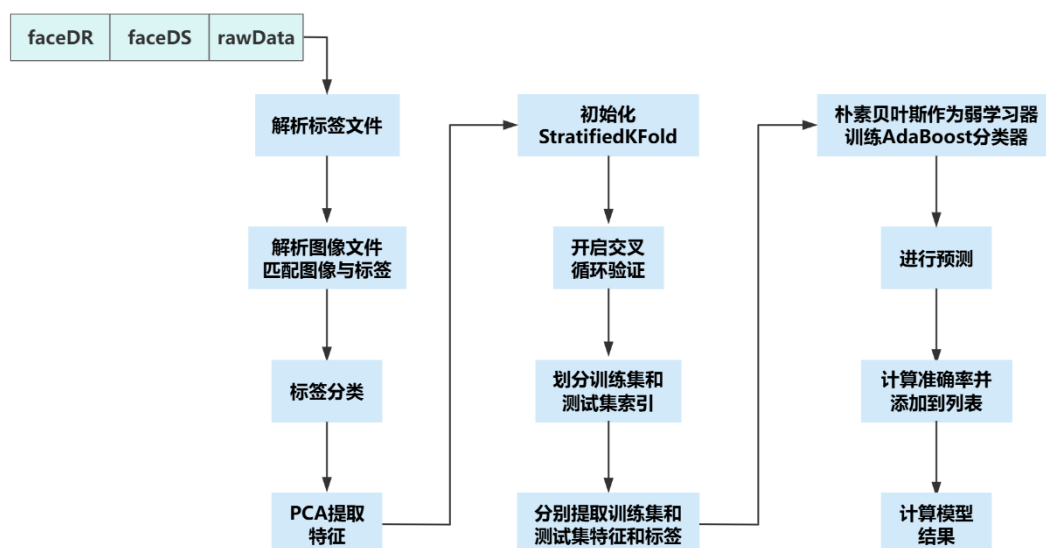 faceDR faceDS rawData
解析标签文件
解析图像文件
匹配图像与标签
标签分类
PCA提取
特征
初始化
StratifiedKFold
开启交叉
循环验证
划分训练集和
测试集索引
分别提取训练集和
测试集特征和标签
朴素贝叶斯作为弱学习器
训练AdaBoost分类器
进行预测
计算准确率并
添加到列表
计算模型
结果